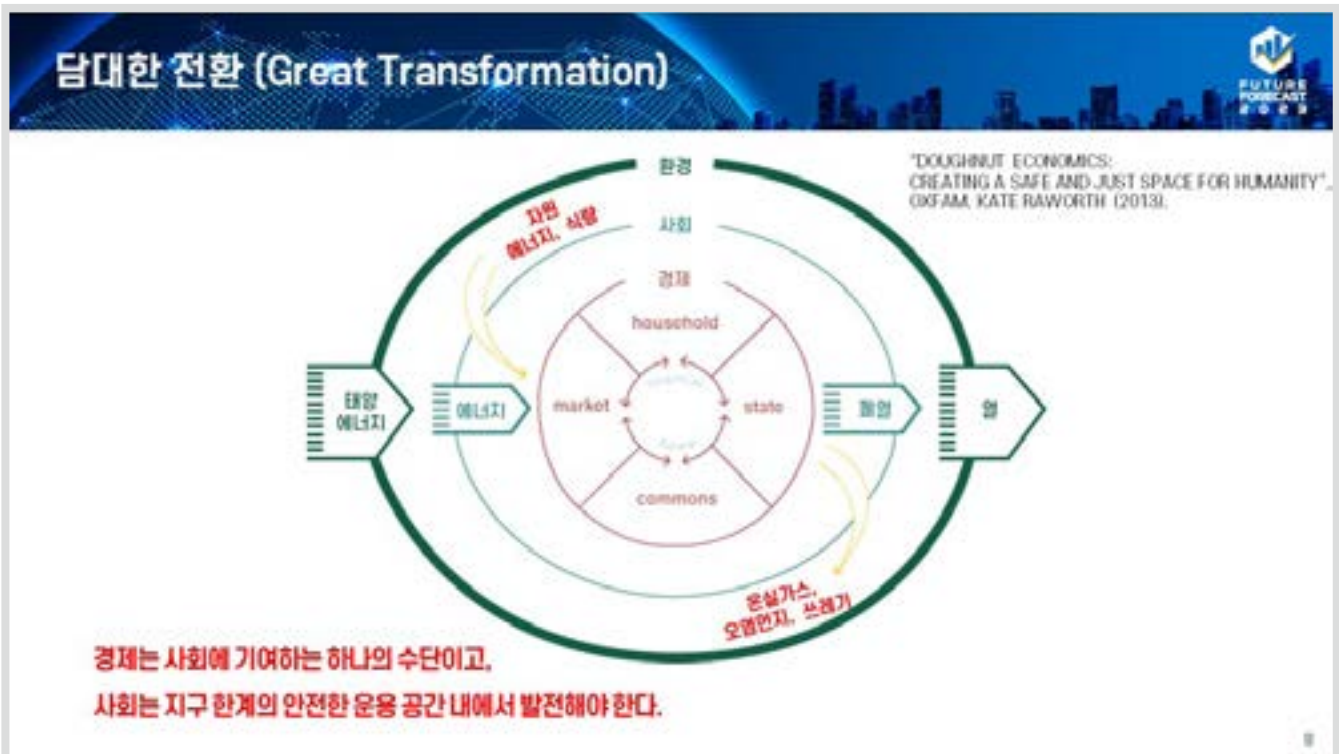 담대한 전환 (Great Transformation)
FUTURE
FORECAST
2023
"DOUGHNUT ECONOMICS:
CREATING A SAFE AND JUST SPACE FOR HUMANITY",
OXFAM, KATE RAWORTH (2013).
환경
자원
에너지, 식량
사회
경제
household
태양
에너지
에너지
market
state
폐열
열
commons
온실가스,
오염먼지, 쓰레기
경제는 사회에 기여하는 하나의 수단이고,
사회는 지구 한계의 안전한 운용 공간 내에서 발전해야 한다.